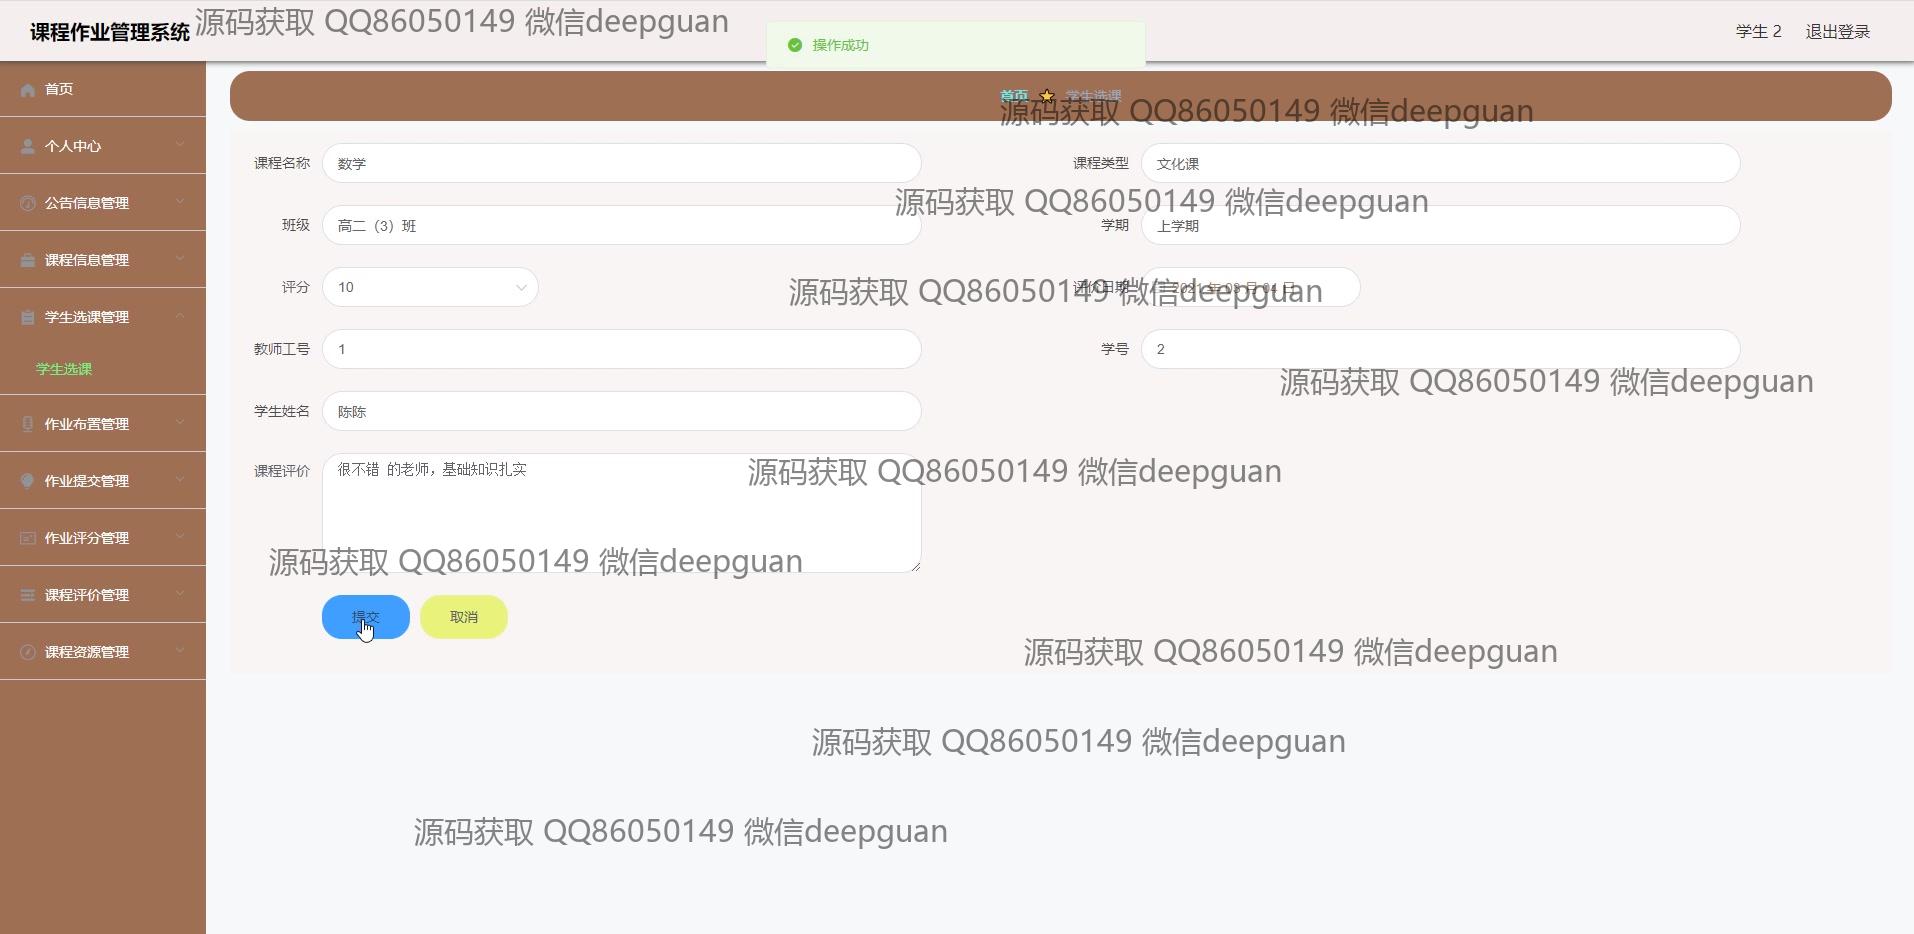 课程作业管理系统
源码获取 QQ86050149 微信deepguan
操作成功
学生 2
退出登录
首页
个人中心
公告信息管理
课程信息管理
学生选课管理
学生选课
作业布置管理
作业提交管理
作业评分管理
课程评价管理
课程资源管理
首页 学生选课
源码获取 QQ86050149 微信deepguan
课程名称 数学
课程类型 文化课
源码获取 QQ86050149 微信deepguan
班级 高二（3）班
学期 上学期
评分 10
评价日期 2021 年 03 月 04 日
源码获取 QQ86050149 微信deepguan
教师工号 1
学号 2
源码获取 QQ86050149 微信deepguan
学生姓名 陈陈
课程评价 很不错 的老师，基础知识扎实
源码获取 QQ86050149 微信deepguan
源码获取 QQ86050149 微信deepguan
提交
取消
源码获取 QQ86050149 微信deepguan
源码获取 QQ86050149 微信deepguan
源码获取 QQ86050149 微信deepguan